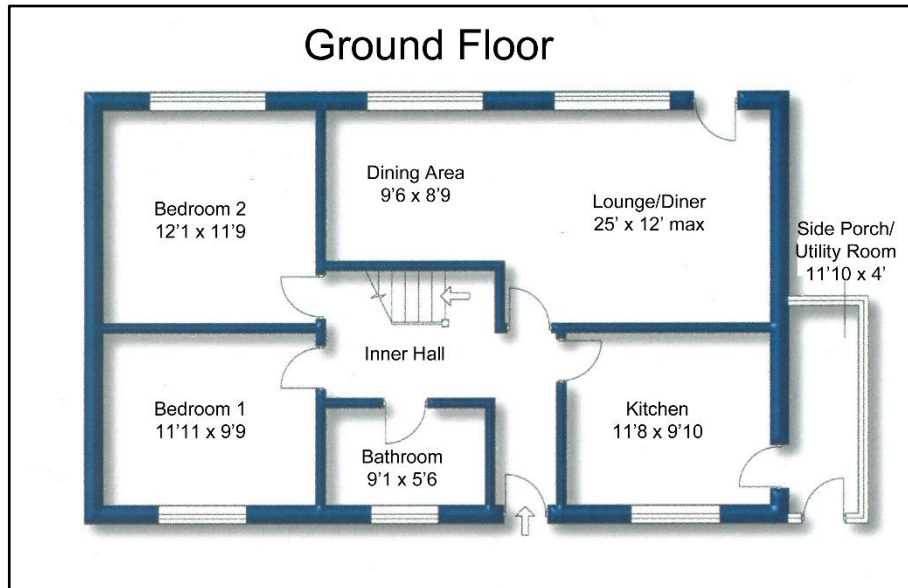 Ground Floor
Dining Area
9'6 x 8'9
Bedroom 2
12'1 x 11'9
Lounge/Diner
25' x 12' max
Side Porch/
Utility Room
11'10 x 4'
Inner Hall
Bedroom 1
11'11 x 9'9
Kitchen
11'8 x 9'10
Bathroom
9'1 x 5'6